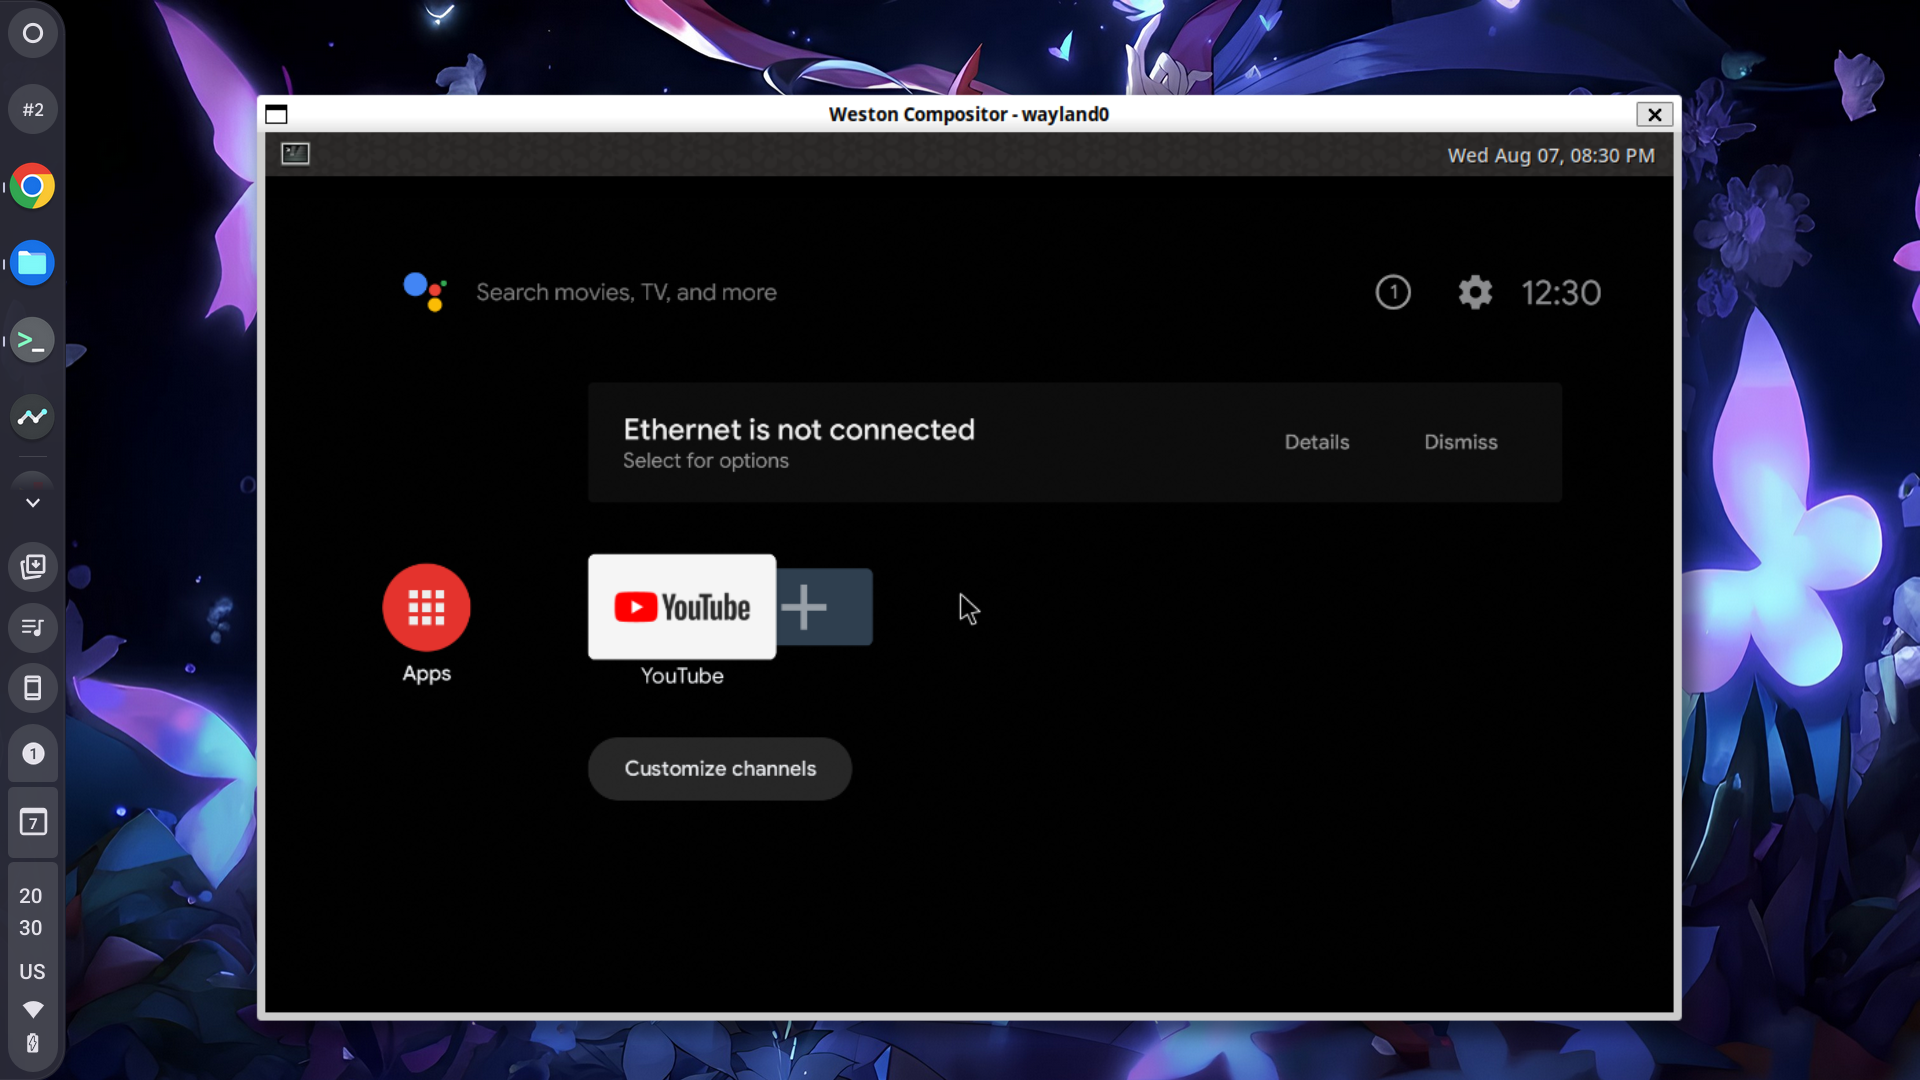 #2
Weston Compositor - wayland0
Wed Aug 07, 08:30 PM
Search movies, TV, and more
1
12:30
Ethernet is not connected
Select for options
Details
Dismiss
YouTube
Apps
YouTube
Customize channels
1
7
20
30
US